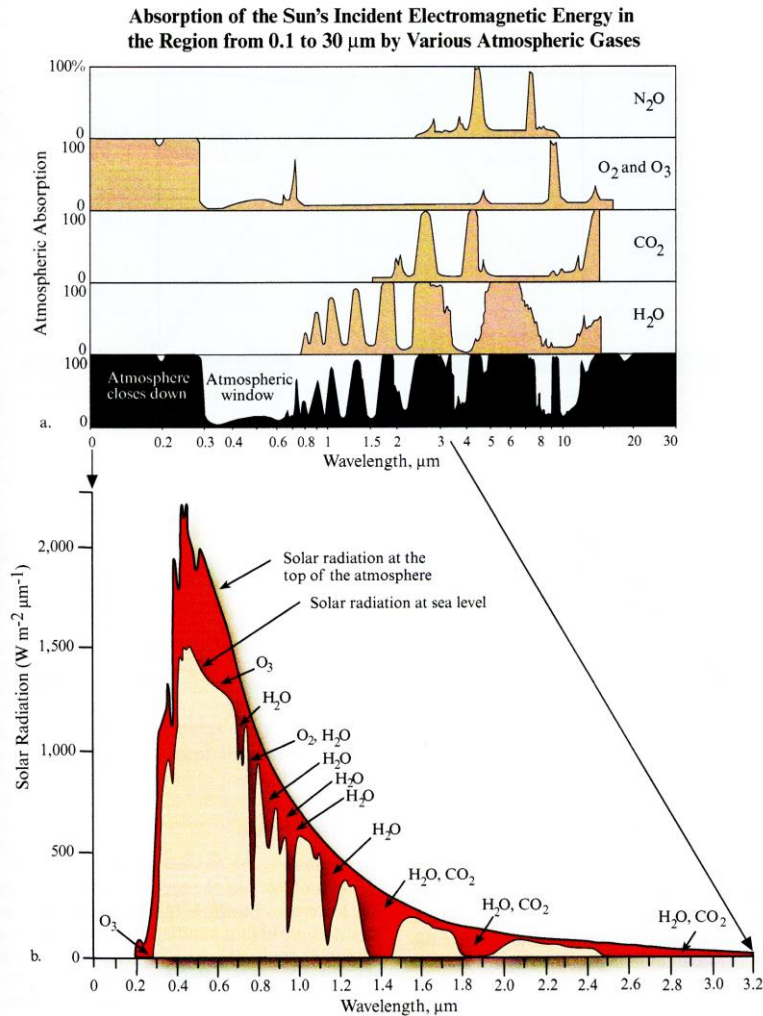 Absorption of the Sun's Incident Electromagnetic Energy in
the Region from 0.1 to 30 μm by Various Atmospheric Gases
100%
N₂O
0
100
O₂ and O₃
0
100
CO₂
0
100
H₂O
0
100
Atmosphere closes down
Atmospheric window
0
Atmospheric Absorption
a.
0 0.2 0.3 0.4 0.6 0.8 1 1.5 2 3 4 5 6 8 10 20 30
Wavelength, μm
2,000
1,500
1,000
500
0
Solar Radiation (W m⁻² μm⁻¹)
Solar radiation at the
top of the atmosphere
Solar radiation at sea level
O₃
H₂O
O₂, H₂O
H₂O
H₂O
H₂O
H₂O
H₂O, CO₂
H₂O, CO₂
H₂O, CO₂
O₃
b.
0 0.2 0.4 0.6 0.8 1.0 1.2 1.4 1.6 1.8 2.0 2.2 2.4 2.6 2.8 3.0 3.2
Wavelength, μm